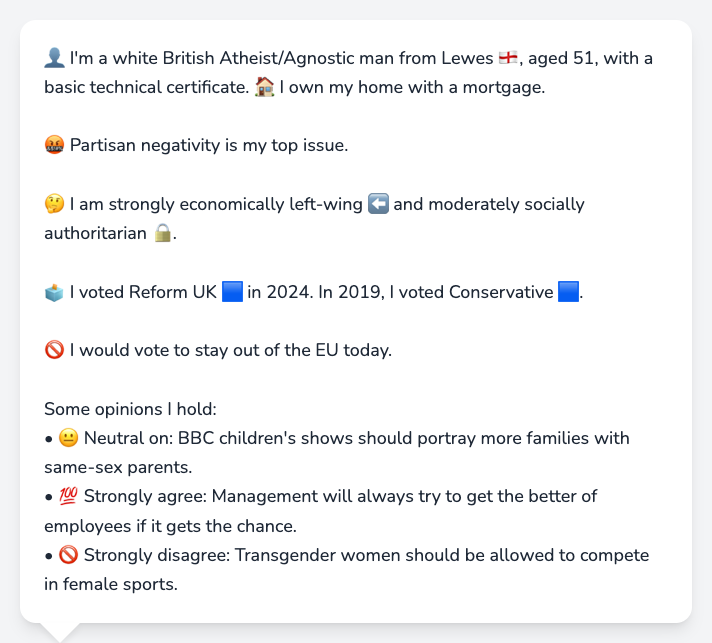 👤 I'm a white British Atheist/Agnostic man from Lewes 🏴󠁧󠁢󠁥󠁮󠁧󠁿, aged 51, with a
basic technical certificate. 🏠 I own my home with a mortgage.
🤬 Partisan negativity is my top issue.
🤔 I am strongly economically left-wing ⬅️ and moderately socially
authoritarian 🔒.
🗳️ I voted Reform UK 🟦 in 2024. In 2019, I voted Conservative 🟦.
🚫 I would vote to stay out of the EU today.
Some opinions I hold:
• 😐 Neutral on: BBC children's shows should portray more families with
same-sex parents.
• 💯 Strongly agree: Management will always try to get the better of
employees if it gets the chance.
• 🚫 Strongly disagree: Transgender women should be allowed to compete
in female sports.